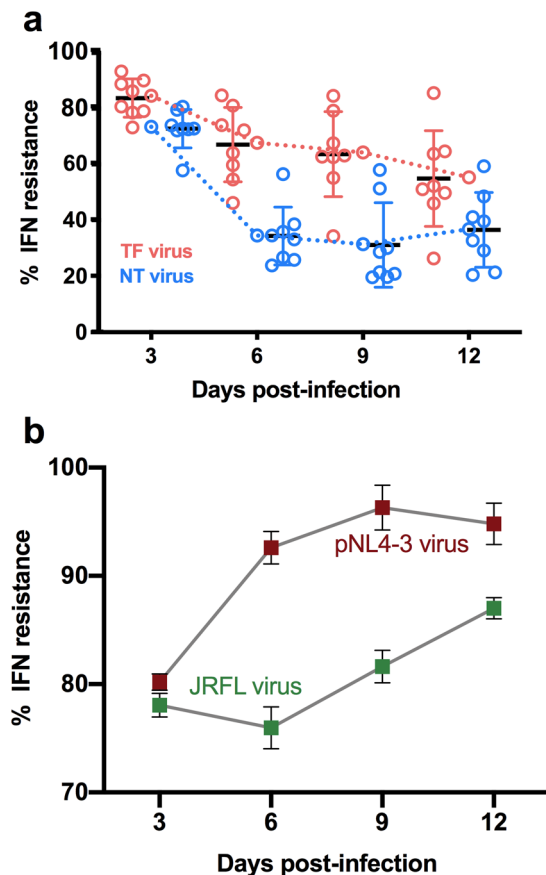 a
% IFN resistance
100
80
60
40
20
0
TF virus
NT virus
3 6 9 12
Days post-infection
b
% IFN resistance
100
90
80
70
pNL4-3 virus
JRFL virus
3 6 9 12
Days post-infection